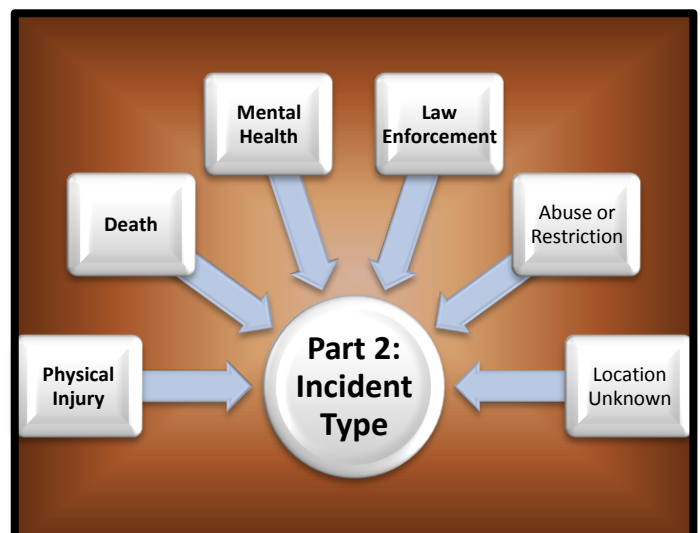 Mental
Health
Law
Enforcement
Death
Abuse or
Restriction
Physical
Injury
Part 2:
Incident
Type
Location
Unknown